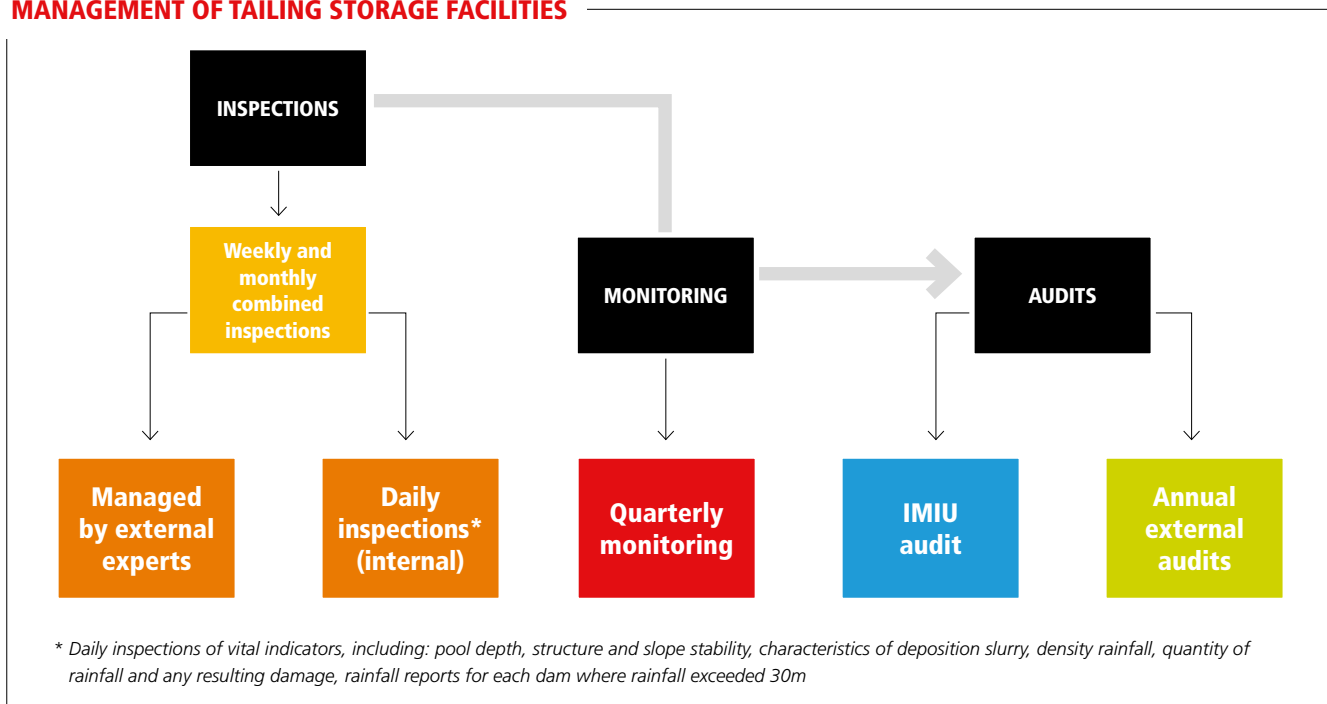 MANAGEMENT OF TAILING STORAGE FACILITIES
INSPECTIONS
Weekly and
monthly
combined
inspections
MONITORING
AUDITS
Managed
by external
experts
Daily
inspections*
(internal)
Quarterly
monitoring
IMIU
audit
Annual
external
audits
* Daily inspections of vital indicators, including: pool depth, structure and slope stability, characteristics of deposition slurry, density rainfall, quantity of
rainfall and any resulting damage, rainfall reports for each dam where rainfall exceeded 30m